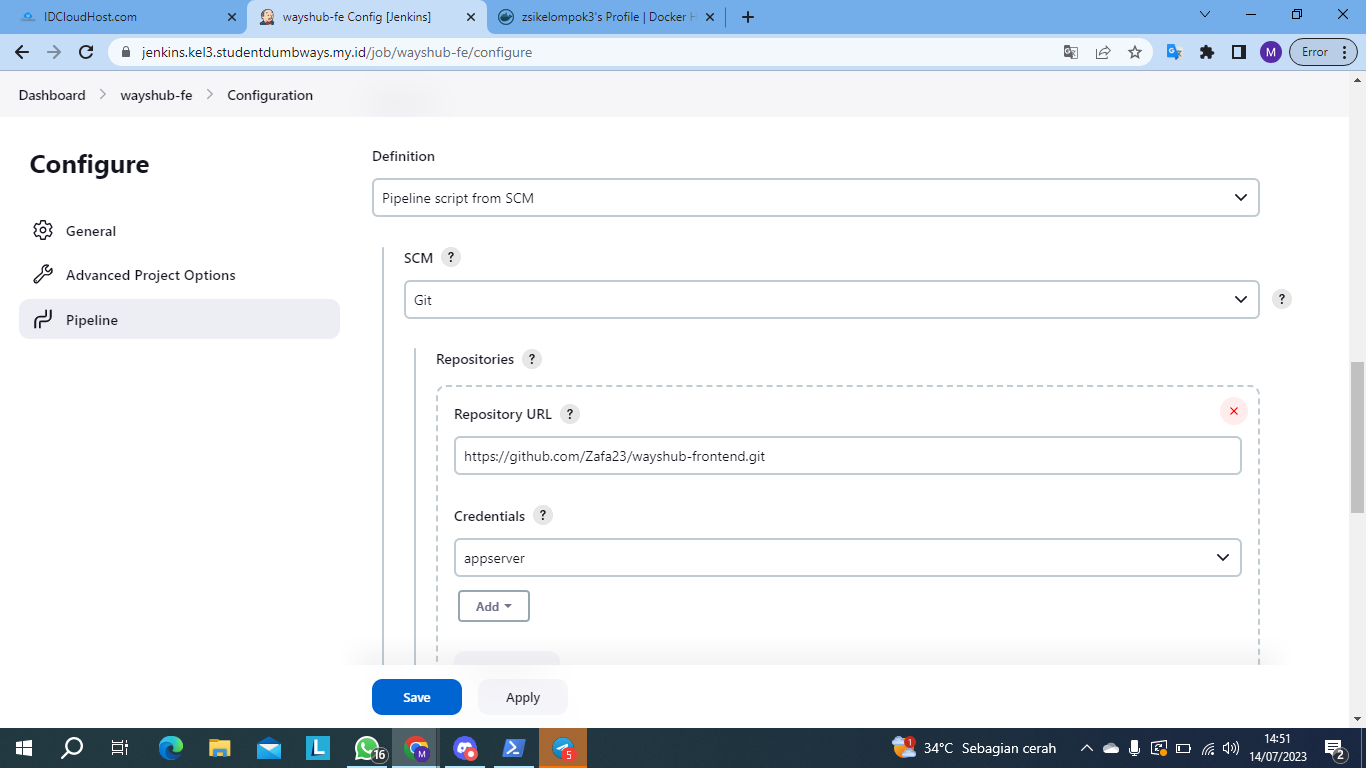 IDCloudHost.com
wayshub-fe Config [Jenkins]
zsikelompok3's Profile | Docker H
jenkins.kel3.studentdumbways.my.id/job/wayshub-fe/configure
M
Error
Dashboard
wayshub-fe
Configuration
Configure
General
Advanced Project Options
Pipeline
Definition
Pipeline script from SCM
SCM ?
Git
?
Repositories ?
Repository URL ?
https://github.com/Zafa23/wayshub-frontend.git
Credentials ?
appserver
Add
Save
Apply
L
16
M
5
1
34°C Sebagian cerah
14:51
14/07/2023
2